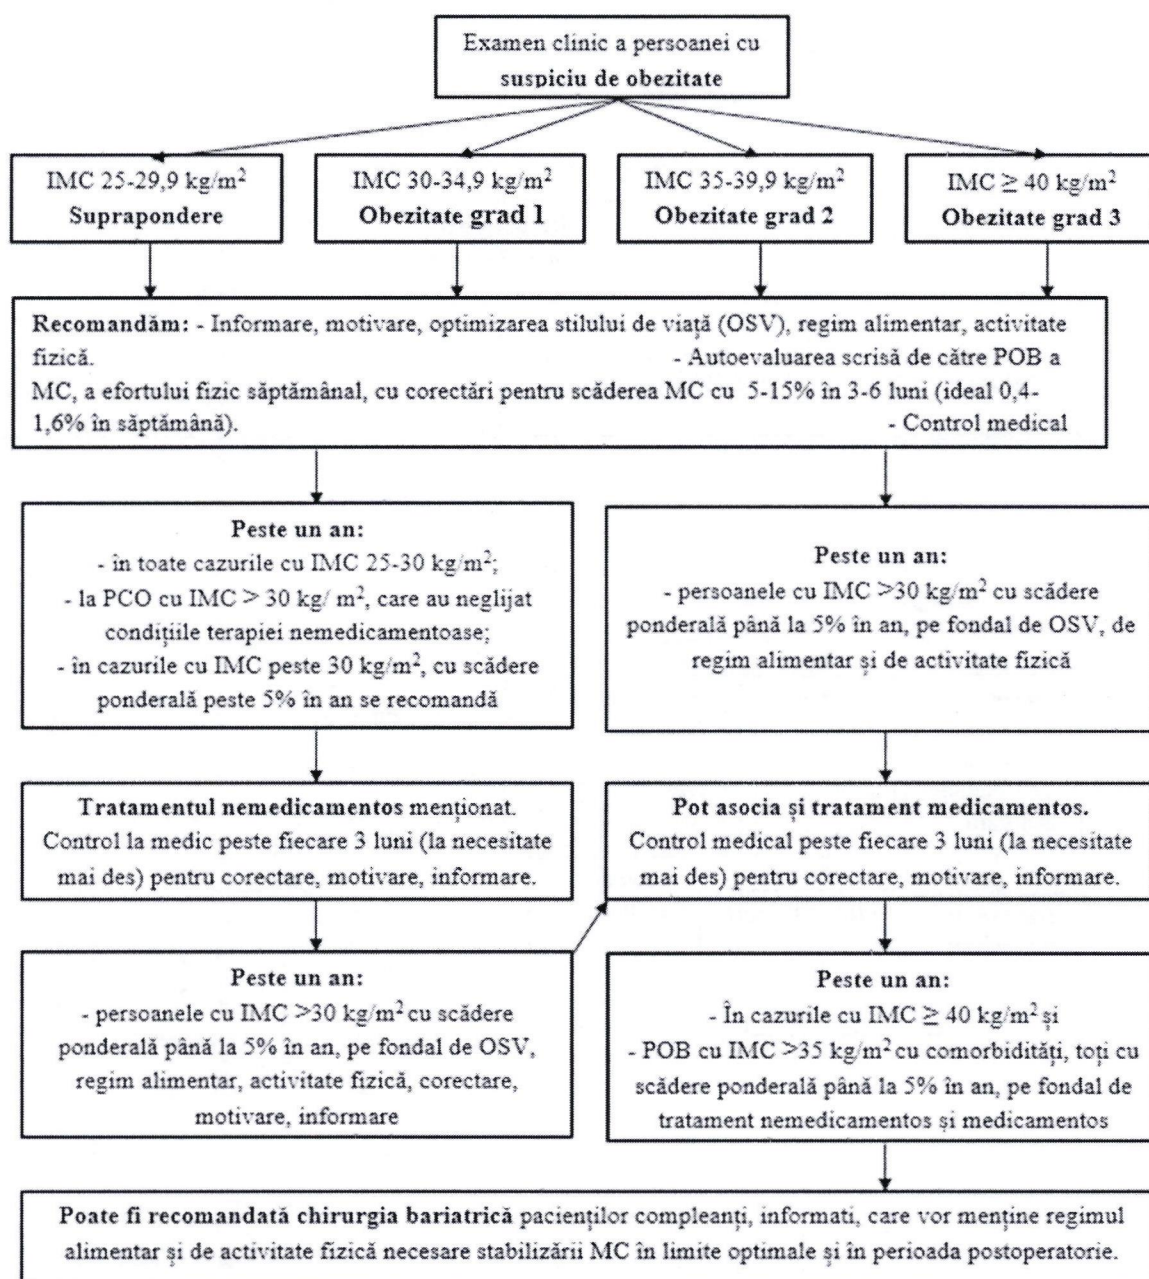 Examen clinic a persoanei cu
suspiciu de obezitate
IMC 25-29,9 kg/m²
Suprapondere
IMC 30-34,9 kg/m²
Obezitate grad 1
IMC 35-39,9 kg/m²
Obezitate grad 2
IMC ≥ 40 kg/m²
Obezitate grad 3
Recomandăm: - Informare, motivare, optimizarea stilului de viață (OSV), regim alimentar, activitate
fizică. - Autoevaluarea scrisă de către POB a
MC, a efortului fizic săptămânal, cu corectări pentru scăderea MC cu 5-15% în 3-6 luni (ideal 0,4-
1,6% în săptămână). - Control medical
Peste un an:
- în toate cazurile cu IMC 25-30 kg/m²;
- la PCO cu IMC > 30 kg/ m², care au neglijat
condițiile terapiei nemedicamentoase;
- în cazurile cu IMC peste 30 kg/m², cu scădere
ponderală peste 5% în an se recomandă
Peste un an:
- persoanele cu IMC >30 kg/m² cu scădere
ponderală până la 5% în an, pe fondal de OSV, de
regim alimentar și de activitate fizică
Tratamentul nemedicamentos menționat.
Control la medic peste fiecare 3 luni (la necesitate
mai des) pentru corectare, motivare, informare.
Pot asocia și tratament medicamentos.
Control medical peste fiecare 3 luni (la necesitate
mai des) pentru corectare, motivare, informare.
Peste un an:
- persoanele cu IMC >30 kg/m² cu scădere
ponderală până la 5% în an, pe fondal de OSV,
regim alimentar, activitate fizică, corectare,
motivare, informare
Peste un an:
- În cazurile cu IMC ≥ 40 kg/m² și
- POB cu IMC >35 kg/m² cu comorbidități, toți cu
scădere ponderală până la 5% în an, pe fondal de
tratament nemedicamentos și medicamentos
Poate fi recomandată chirurgia bariatrică pacienților compleanți, informati, care vor menține regimul
alimentar și de activitate fizică necesare stabilizării MC în limite optimale și în perioada postoperatorie.